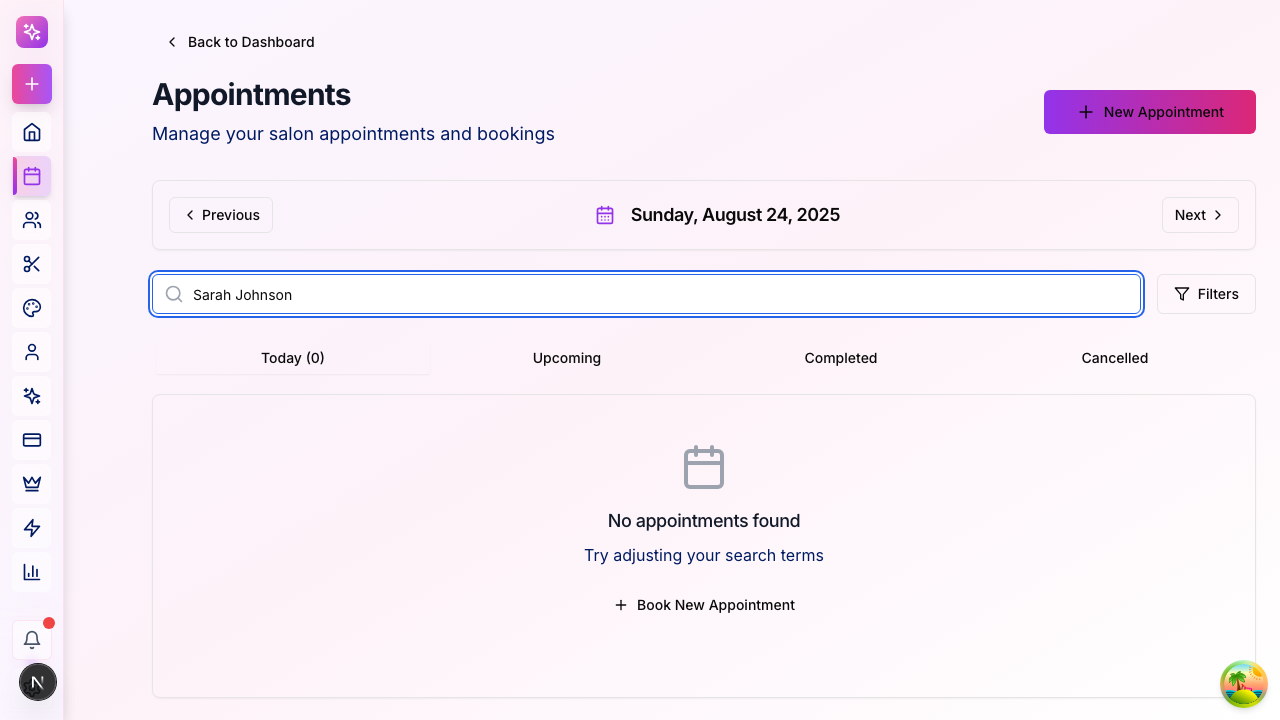 Back to Dashboard
Appointments
Manage your salon appointments and bookings
New Appointment
Previous
Sunday, August 24, 2025
Next
Sarah Johnson
Filters
Today (0)
Upcoming
Completed
Cancelled
No appointments found
Try adjusting your search terms
Book New Appointment
N